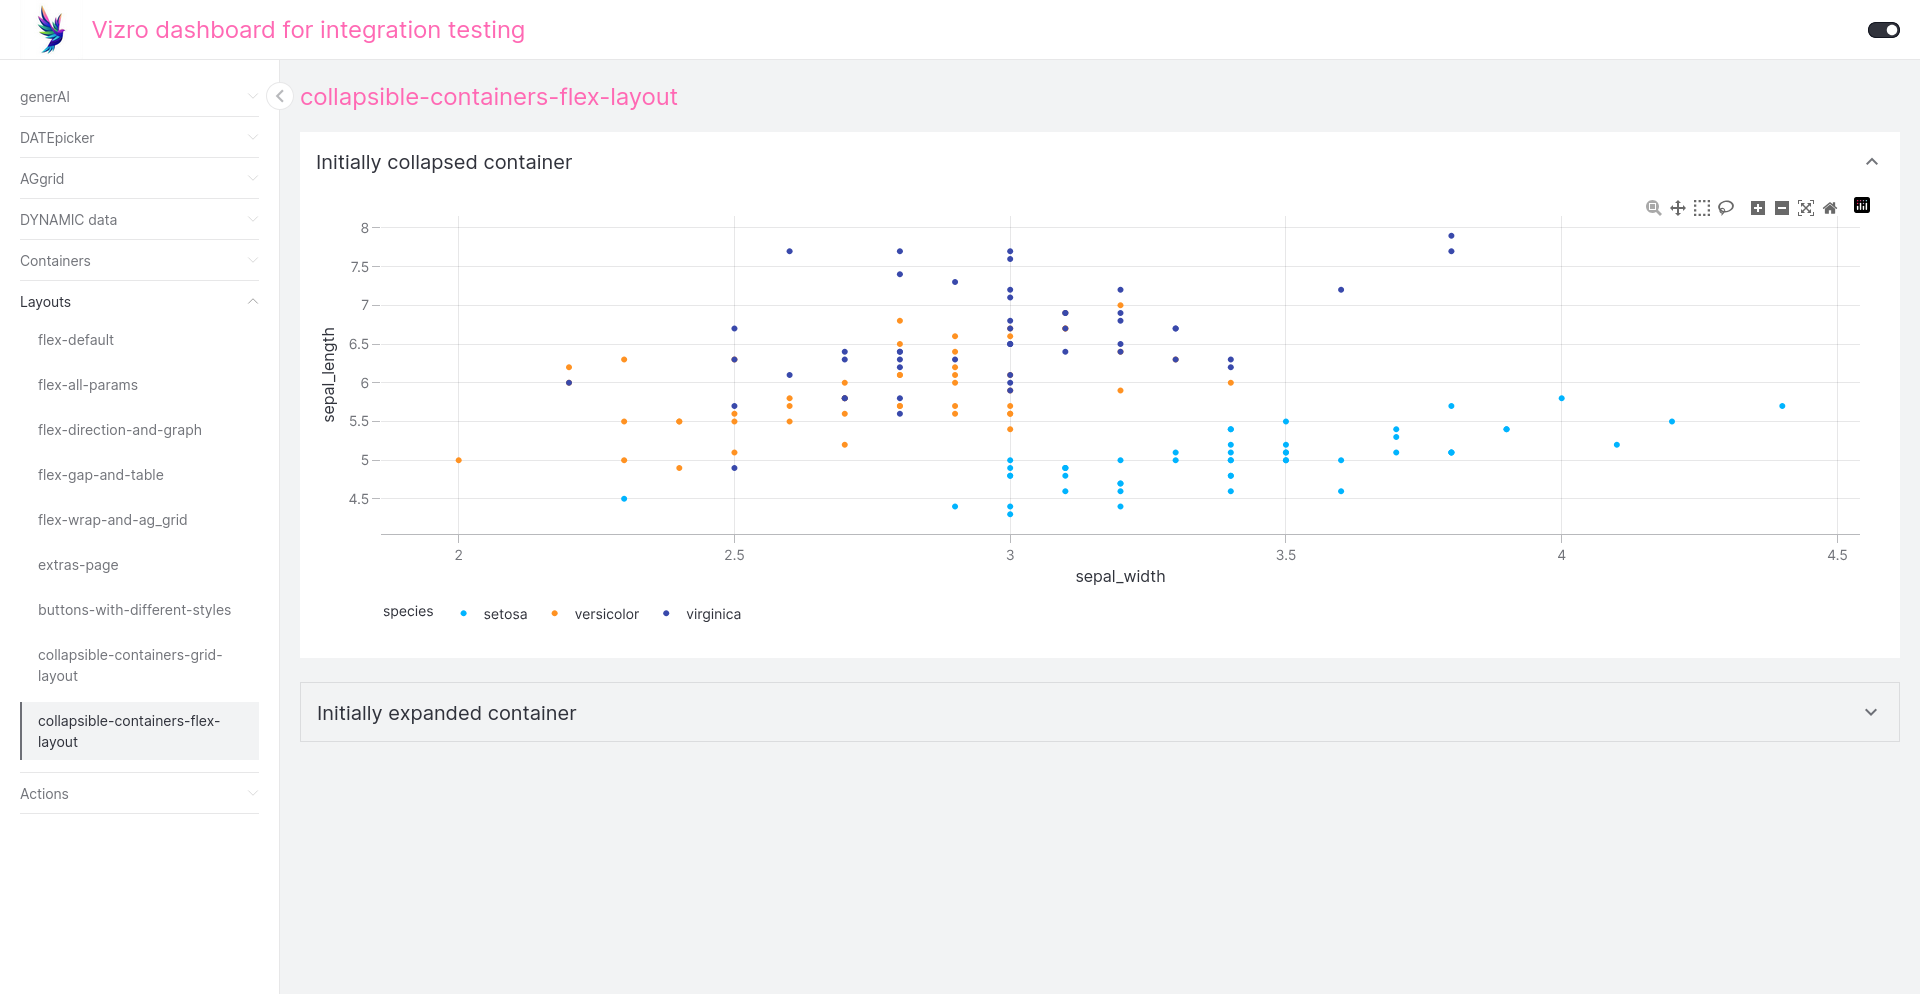 Vizro dashboard for integration testing
generAI
DATEpicker
AGgrid
DYNAMIC data
Containers
Layouts
flex-default
flex-all-params
flex-direction-and-graph
flex-gap-and-table
flex-wrap-and-ag_grid
extras-page
buttons-with-different-styles
collapsible-containers-grid-
layout
collapsible-containers-flex-
layout
Actions
collapsible-containers-flex-layout
Initially collapsed container
sepal_length
8
7.5
7
6.5
6
5.5
5
4.5
2 2.5 3 3.5 4 4.5
sepal_width
species setosa versicolor virginica
Initially expanded container